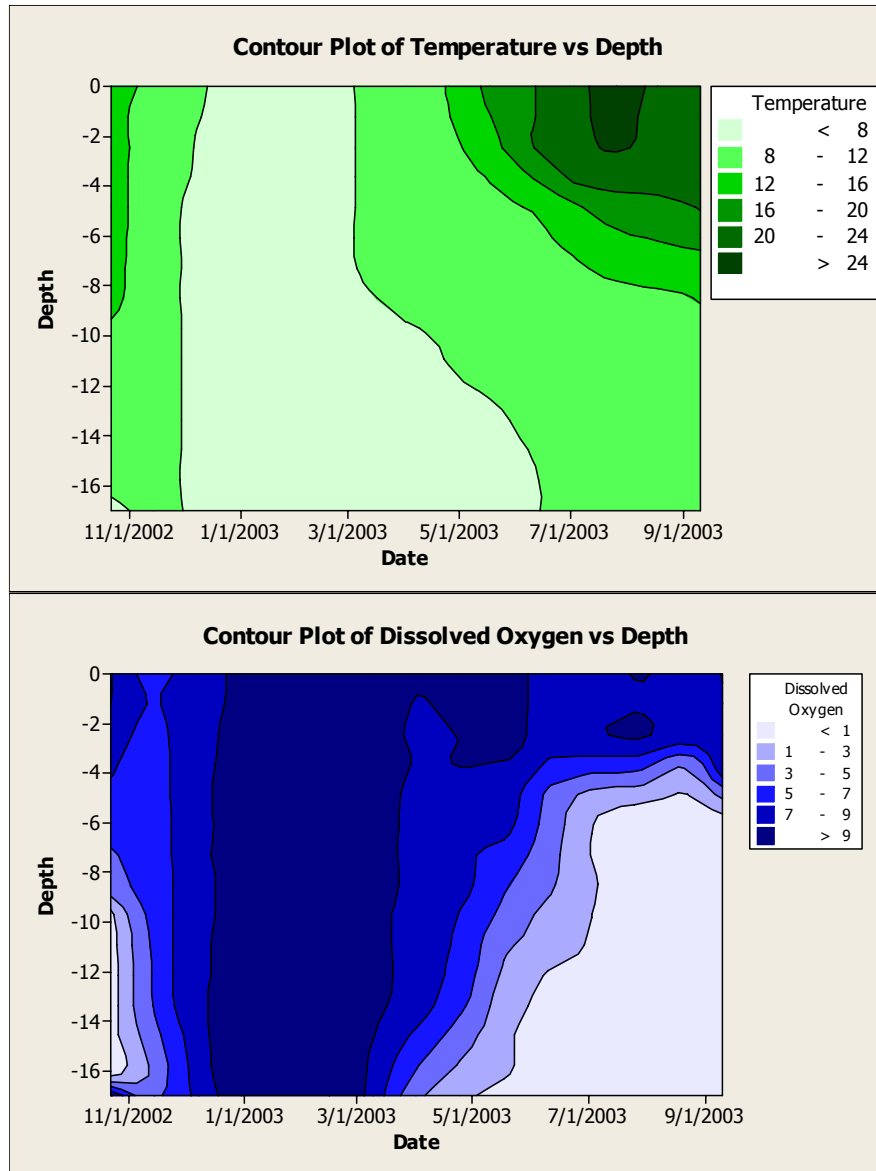 Contour Plot of Temperature vs Depth
Depth
0
-2
-4
-6
-8
-10
-12
-14
-16
11/1/2002 1/1/2003 3/1/2003 5/1/2003 7/1/2003 9/1/2003
Date
Temperature
< 8
8 - 12
12 - 16
16 - 20
20 - 24
> 24
Contour Plot of Dissolved Oxygen vs Depth
Depth
0
-2
-4
-6
-8
-10
-12
-14
-16
11/1/2002 1/1/2003 3/1/2003 5/1/2003 7/1/2003 9/1/2003
Date
Dissolved
Oxygen
< 1
1 - 3
3 - 5
5 - 7
7 - 9
> 9